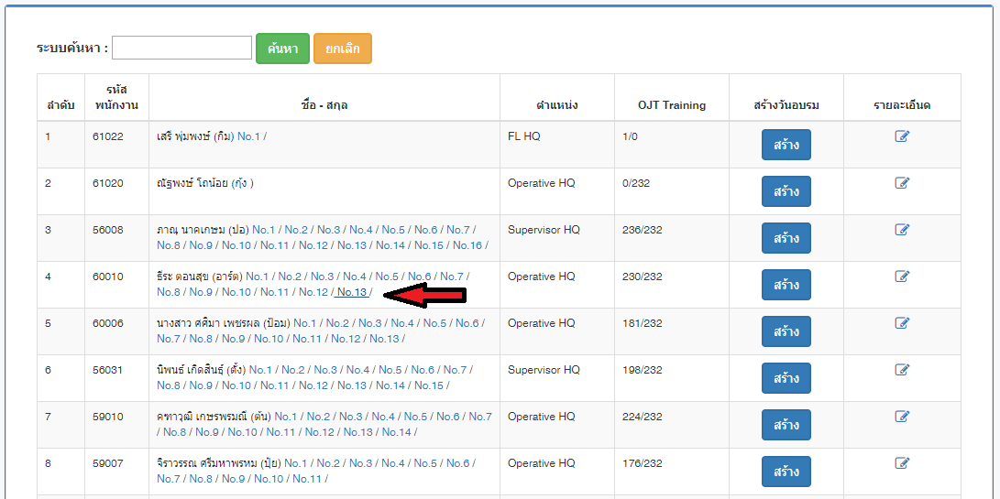 ระบบค้นหา : ค้นหา ยกเลิก
ลำดับ รหัส พนักงาน ชื่อ - สกุล ตำแหน่ง OJT Training สร้างวันอบรม รายละเอียด
1 61022 เสรี พุ่มพงษ์ (กิม) No.1 / FL HQ 1/0 สร้าง
2 61020 ณัฐพงษ์ โถน้อย (กุ้ง ) Operative HQ 0/232 สร้าง
3 56008 ภาณุ นาคเกษม (ปอ) No.1 / No.2 / No.3 / No.4 / No.5 / No.6 / No.7 / Supervisor HQ 236/232 สร้าง
No.8 / No.9 / No.10 / No.11 / No.12 / No.13 / No.14 / No.15 / No.16 /
4 60010 ธีระ ตอนสุข (อาร์ต) No.1 / No.2 / No.3 / No.4 / No.5 / No.6 / No.7 / Operative HQ 230/232 สร้าง
No.8 / No.9 / No.10 / No.11 / No.12 / No.13 /
5 60006 นางสาว ศศิมา เพชรผล (ป้อม) No.1 / No.2 / No.3 / No.4 / No.5 / No.6 / Operative HQ 181/232 สร้าง
No.7 / No.8 / No.9 / No.10 / No.11 / No.12 / No.13 /
6 56031 นิพนธ์ เกิดสินธุ์ (ตั้ง) No.1 / No.2 / No.3 / No.4 / No.5 / No.6 / No.7 / Supervisor HQ 198/232 สร้าง
No.8 / No.9 / No.10 / No.11 / No.12 / No.13 / No.14 / No.15 /
7 59010 คฑาวุฒิ เกษรพรมณี (ต้น) No.1 / No.2 / No.3 / No.4 / No.5 / No.6 / No.7 Operative HQ 224/232 สร้าง
/ No.8 / No.9 / No.10 / No.11 / No.12 / No.13 / No.14 /
8 59007 จิราวรรณ ศรีมหาพรหม (ปุ้ย) No.1 / No.2 / No.3 / No.4 / No.5 / No.6 / Operative HQ 176/232 สร้าง
No.7 / No.8 / No.9 / No.10 / No.11 /